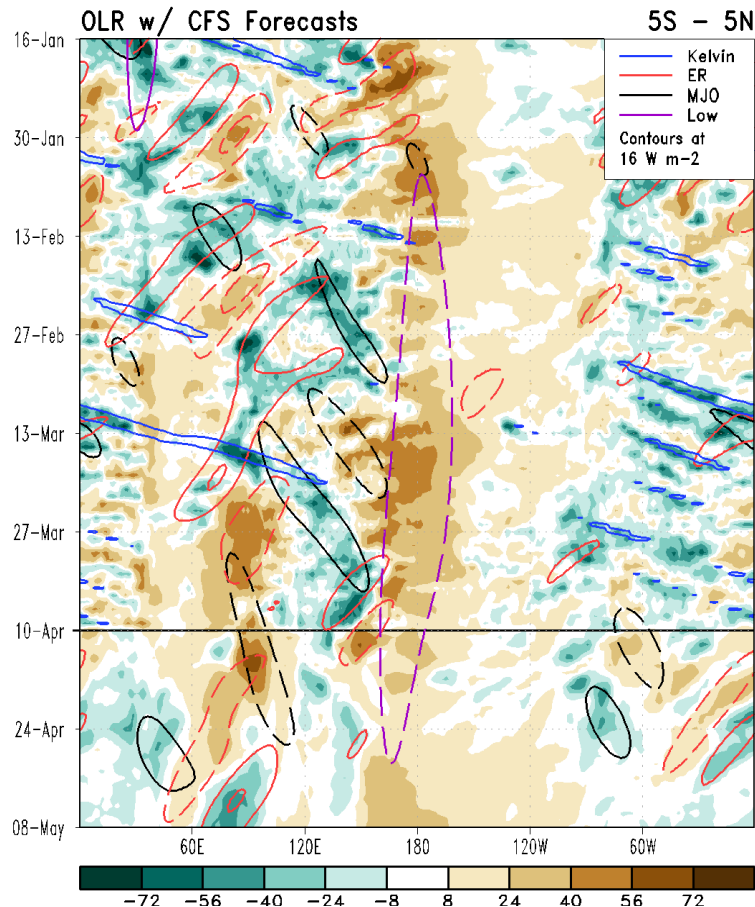 OLR w/ CFS Forecasts 5S - 5N
16-Jan
30-Jan
13-Feb
27-Feb
13-Mar
27-Mar
10-Apr
24-Apr
08-May
Kelvin
ER
MJO
Low
Contours at
16 W m-2
60E 120E 180 120W 60W
-72 -56 -40 -24 -8 8 24 40 56 72